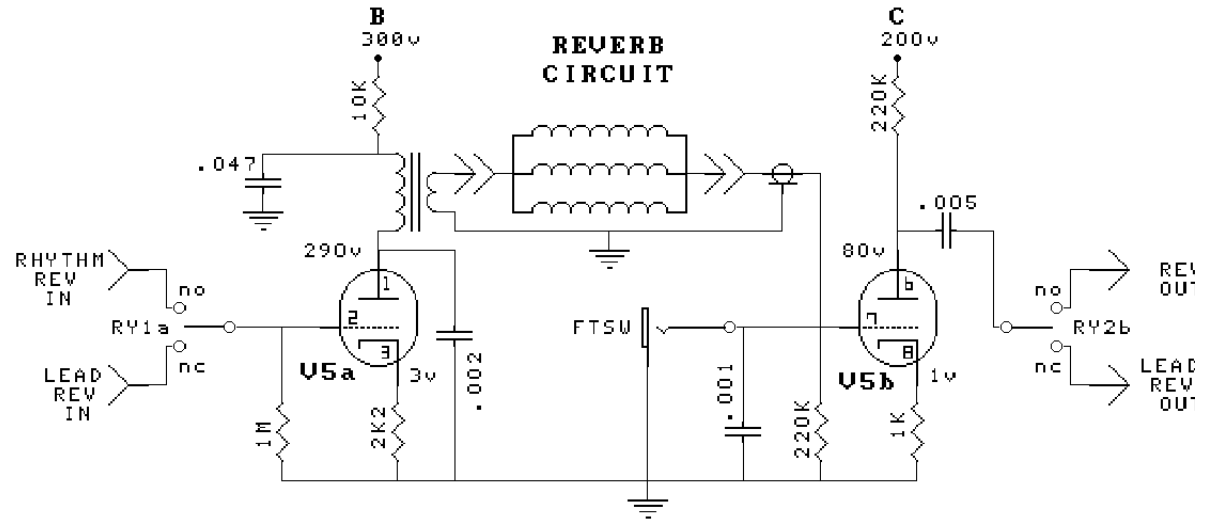 B
300v
REVERB
CIRCUIT
C
200v
10K
220K
.047
.005
290v
80v
RHYTHM
REV
IN
no
RY1a
nc
LEAD
REV
IN
1
2
3
V5a
3v
.002
1M
2K2
FTSW
.001
220K
6
7
8
V5b
1v
1K
no
RY2b
nc
REV
OUT
LEAD
REV
OUT